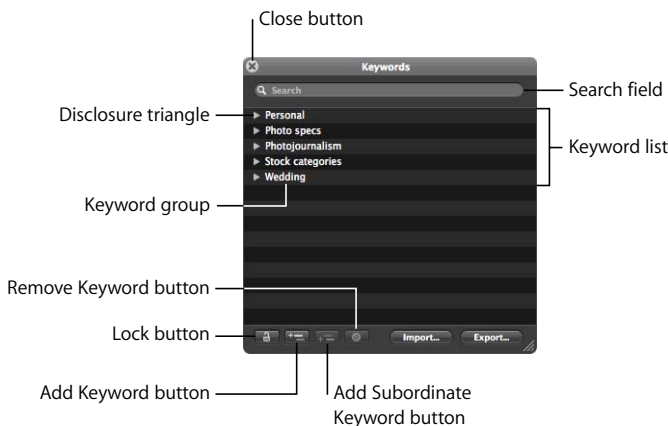 Close button
Keywords
Search
Search field
Disclosure triangle
Personal
Photo specs
Photojournalism
Stock categories
Wedding
Keyword list
Keyword group
Remove Keyword button
Lock button
Import...
Export...
Add Keyword button
Add Subordinate
Keyword button